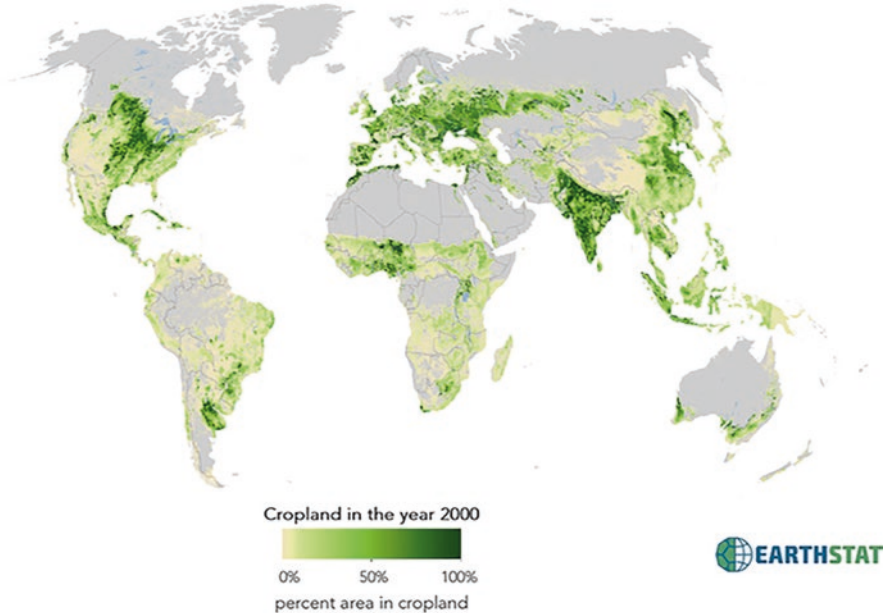 Cropland in the year 2000
0% 50% 100%
percent area in cropland
EARTHSTAT